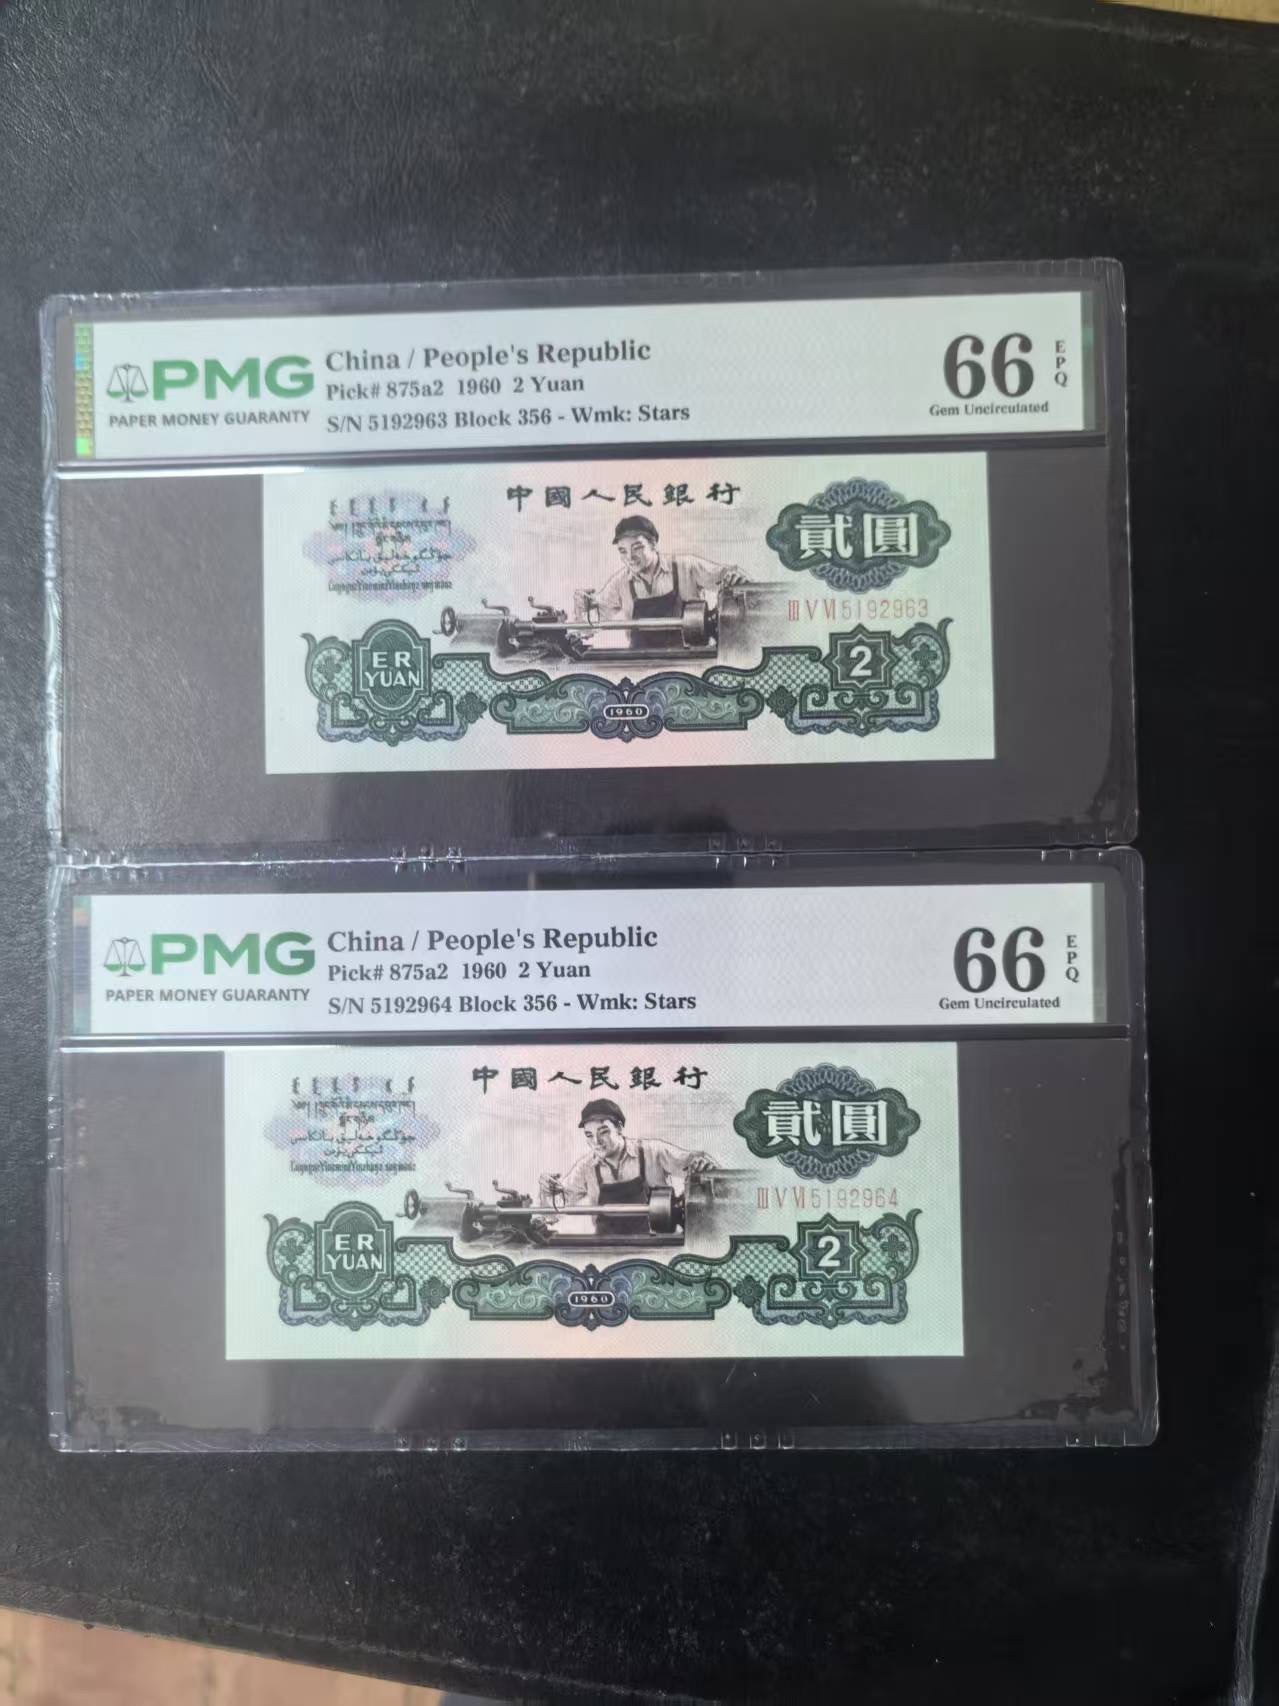 PMG
PAPER MONEY GUARANTY
China / People's Republic
Pick# 875a2 1960 2 Yuan
S/N 5192963 Block 356 - Wmk: Stars
66 EPQ
Gem Uncirculated
中國人民銀行
貳圓
ⅢⅤⅥ5192963
ER
YUAN
2
1960
PMG
PAPER MONEY GUARANTY
China / People's Republic
Pick# 875a2 1960 2 Yuan
S/N 5192964 Block 356 - Wmk: Stars
66 EPQ
Gem Uncirculated
中國人民銀行
貳圓
ⅢⅤⅥ5192964
ER
YUAN
2
1960